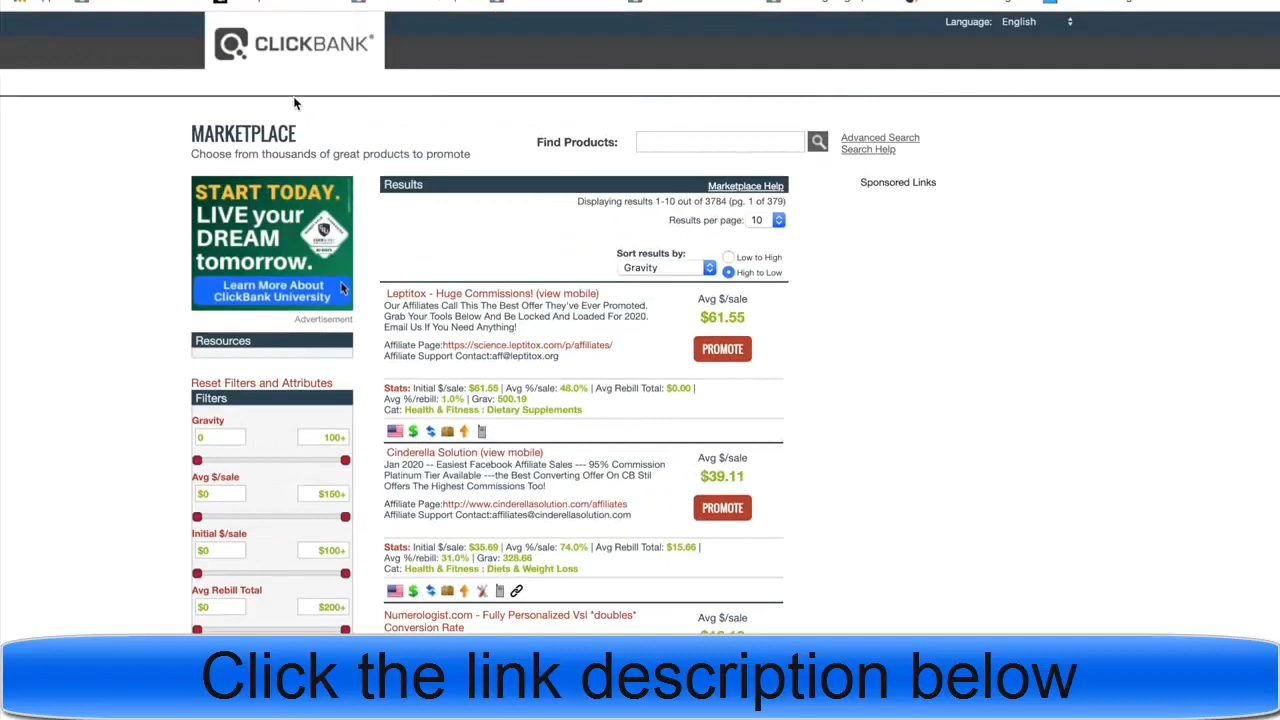 Language: English
CLICKBANK®
MARKETPLACE
Choose from thousands of great products to promote
Find Products:
Advanced Search
Search Help
Sponsored Links
START TODAY.
LIVE your
DREAM
tomorrow.
Learn More About
ClickBank University
Advertisement
Resources
Reset Filters and Attributes
Filters
Gravity
0 100+
Avg $/sale
$0 $150+
Initial $/sale
$0 $100+
Avg Rebill Total
$0 $200+
Results Marketplace Help
Displaying results 1-10 out of 3784 (pg. 1 of 379)
Results per page: 10
Sort results by:
Gravity
Low to High
High to Low
Leptitox - Huge Commissions! (view mobile)
Our Affiliates Call This The Best Offer They've Ever Promoted.
Grab Your Tools Below And Be Locked And Loaded For 2020.
Email Us If You Need Anything!
Affiliate Page:https://science.leptitox.com/p/affiliates/
Affiliate Support Contact:aff@leptitox.org
Avg $/sale
$61.55
PROMOTE
Stats: Initial $/sale: $61.55 | Avg %/sale: 48.0% | Avg Rebill Total: $0.00 |
Avg %/rebill: 1.0% | Grav: 500.19
Cat: Health & Fitness : Dietary Supplements
Cinderella Solution (view mobile)
Jan 2020 -- Easiest Facebook Affiliate Sales --- 95% Commission
Platinum Tier Available ---the Best Converting Offer On CB Stil
Offers The Highest Commissions Too!
Affiliate Page:http://www.cinderellasolution.com/affiliates
Affiliate Support Contact:affiliates@cinderellasolution.com
Avg $/sale
$39.11
PROMOTE
Stats: Initial $/sale: $35.69 | Avg %/sale: 74.0% | Avg Rebill Total: $15.66 |
Avg %/rebill: 31.0% | Grav: 328.66
Cat: Health & Fitness : Diets & Weight Loss
Numerologist.com - Fully Personalized Vsl *doubles*
Conversion Rate
Avg $/sale
Click the link description below